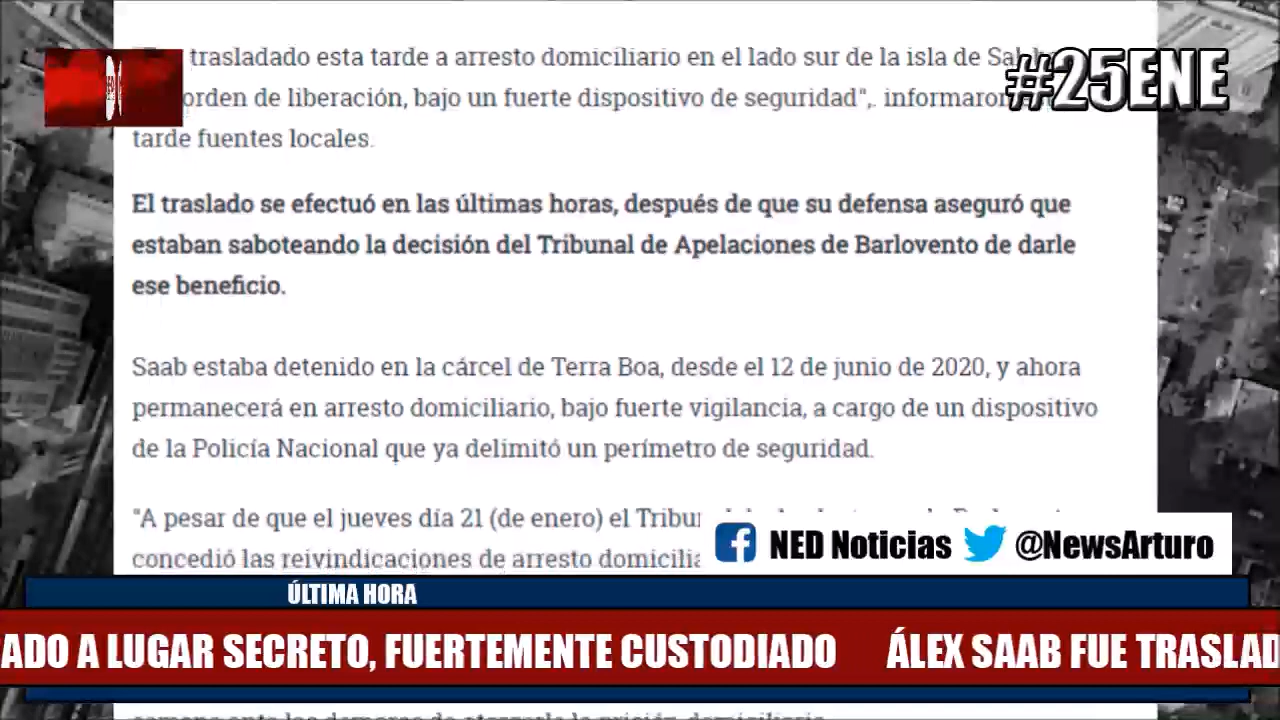 trasladado esta tarde a arresto domiciliario en el lado sur de la isla de
#25ENE
orden de liberación, bajo un fuerte dispositivo de seguridad",. informaron
tarde fuentes locales.
El traslado se efectuó en las últimas horas, después de que su defensa aseguró que
estaban saboteando la decisión del Tribunal de Apelaciones de Barlovento de darle
ese beneficio.
Saab estaba detenido en la cárcel de Terra Boa, desde el 12 de junio de 2020, y ahora
permanecerá en arresto domiciliario, bajo fuerte vigilancia, a cargo de un dispositivo
de la Policía Nacional que ya delimitó un perímetro de seguridad.
"A pesar de que el jueves día 21 (de enero) el
concedió las reivindicaciones de arresto
NED Noticias @NewsArturo
ÚLTIMA HORA
ADO A LUGAR SECRETO, FUERTEMENTE CUSTODIADO ÁLEX SAAB FUE TRASLAD